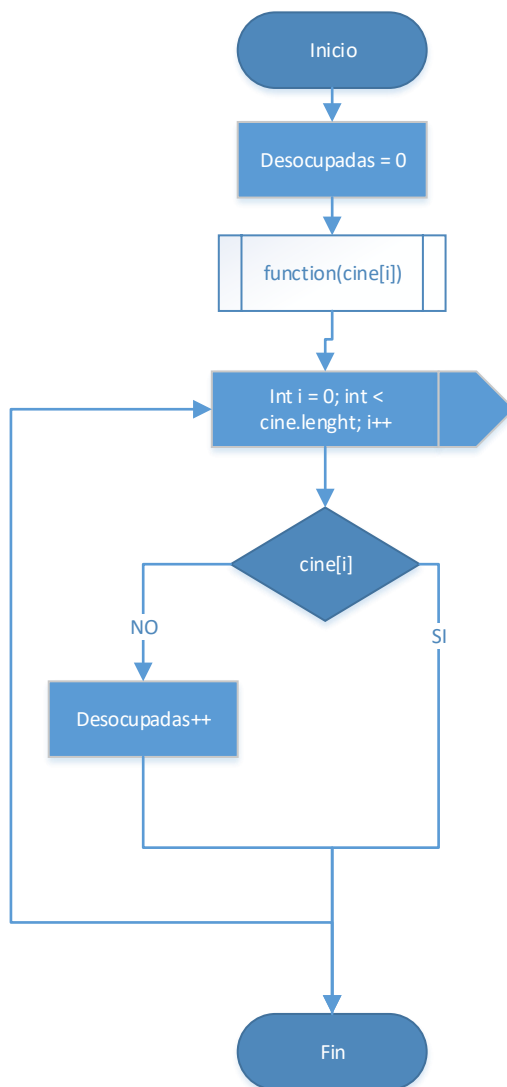 Inicio
Desocupadas = 0
function(cine[i])
Int i = 0; int <
cine.lenght; i++
cine[i]
NO
SI
Desocupadas++
Fin